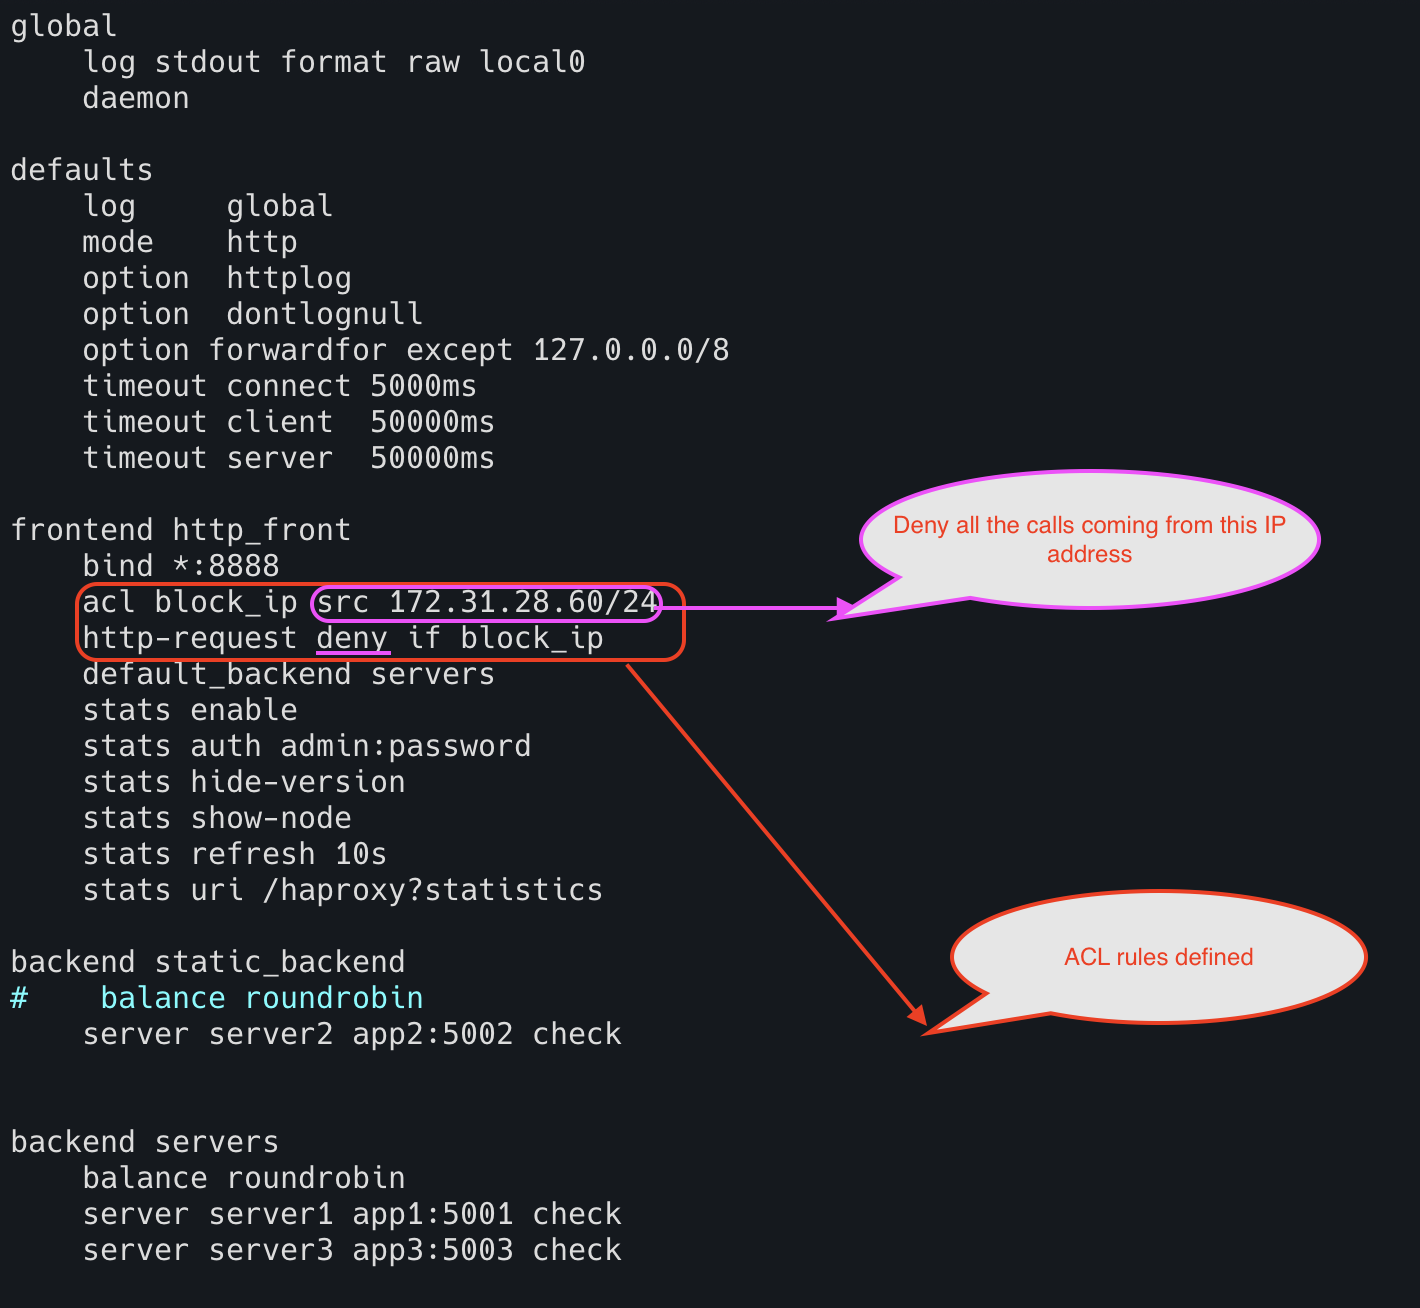 global
    log stdout format raw local0
    daemon

defaults
    log     global
    mode    http
    option  httplog
    option  dontlognull
    option forwardfor except 127.0.0.0/8
    timeout connect 5000ms
    timeout client  50000ms
    timeout server  50000ms

frontend http_front
    bind *:8888
    acl block_ip src 172.31.28.60/24
    http-request deny if block_ip
    default_backend servers
    stats enable
    stats auth admin:password
    stats hide-version
    stats show-node
    stats refresh 10s
    stats uri /haproxy?statistics

backend static_backend
#    balance roundrobin
    server server2 app2:5002 check

backend servers
    balance roundrobin
    server server1 app1:5001 check
    server server3 app3:5003 check

Deny all the calls coming from this IP
address
ACL rules defined